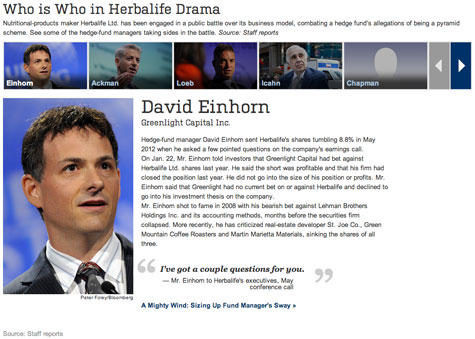 Who is Who in Herbalife Drama
Nutritional-products maker Herbalife Ltd. has been engaged in a public battle over its business model, combating a hedge fund's allegations of being a pyramid
scheme. See some of the hedge-fund managers taking sides in the battle. Source: Staff reports
Einhorn
Ackman
Loeb
Icahn
Chapman
David Einhorn
Greenlight Capital Inc.
Hedge-fund manager David Einhorn sent Herbalife's shares tumbling 8.8% in May
2012 when he asked a few pointed questions on the company's earnings call.
On Jan. 22, Mr. Einhorn told investors that Greenlight Capital had bet against
Herbalife Ltd. shares last year. He said the short was profitable and that his firm had
closed the position last year. He did not go into the size of his position or profits. Mr.
Einhorn said that Greenlight had no current bet on or against Herbalife and declined to
go into his investment thesis on the company.
Mr. Einhorn shot to fame in 2008 with his bearish bet against Lehman Brothers
Holdings Inc. and its accounting methods, months before the securities firm
collapsed. More recently, he has criticized real-estate developer St. Joe Co., Green
Mountain Coffee Roasters and Martin Marietta Materials, sinking the shares of all
three.
“ I've got a couple questions for you. ”
— Mr. Einhorn to Herbalife's executives, May
conference call
Peter Foley/Bloomberg
A Mighty Wind: Sizing Up Fund Manager's Sway »
Source: Staff reports